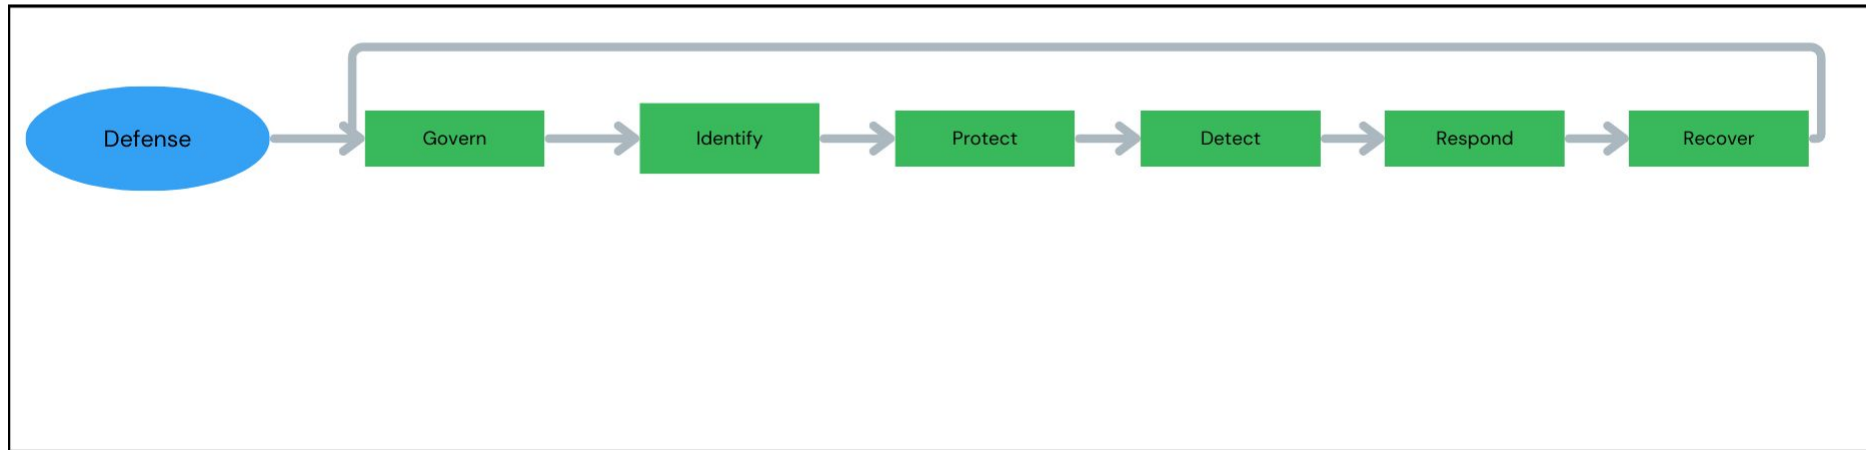 Defense
Govern
Identify
Protect
Detect
Respond
Recover